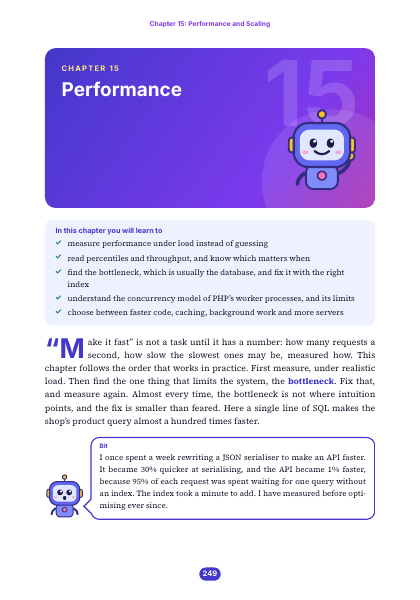 Chapter 15: Performance and Scaling
CHAPTER 15
Performance
15
In this chapter you will learn to
measure performance under load instead of guessing
read percentiles and throughput, and know which matters when
find the bottleneck, which is usually the database, and fix it with the right
index
understand the concurrency model of PHP's worker processes, and its limits
choose between faster code, caching, background work and more servers
“Make it fast” is not a task until it has a number: how many requests a
second, how slow the slowest ones may be, measured how. This
chapter follows the order that works in practice. First measure, under realistic
load. Then find the one thing that limits the system, the bottleneck. Fix that,
and measure again. Almost every time, the bottleneck is not where intuition
points, and the fix is smaller than feared. Here a single line of SQL makes the
shop's product query almost a hundred times faster.
Bit
I once spent a week rewriting a JSON serialiser to make an API faster.
It became 30% quicker at serialising, and the API became 1% faster,
because 95% of each request was spent waiting for one query without
an index. The index took a minute to add. I have measured before opti-
mising ever since.
249